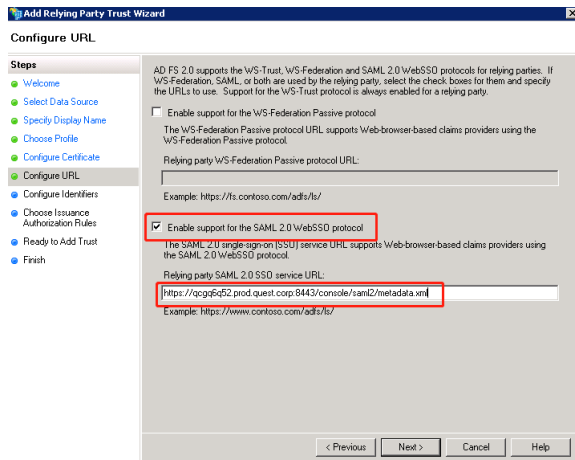 Add Relying Party Trust Wizard
Configure URL
Steps
Welcome
Select Data Source
Specify Display Name
Choose Profile
Configure Certificate
Configure URL
Configure Identifiers
Choose Issuance
Authorization Rules
Ready to Add Trust
Finish
AD FS 2.0 supports the WS-Trust, WS-Federation and SAML 2.0 WebSSO protocols for relying parties. If
WS-Federation, SAML, or both are used by the relying party, select the check boxes for them and specify
the URLs to use. Support for the WS-Trust protocol is always enabled for a relying party.
Enable support for the WS-Federation Passive protocol
The WS-Federation Passive protocol URL supports Web-browser-based claims providers using the
WS-Federation Passive protocol.
Relying party WS-Federation Passive protocol URL:
Example: https://fs.contoso.com/adfs/ls/
Enable support for the SAML 2.0 WebSSO protocol
The SAML 2.0 single-sign-on (SSO) service URL supports Web-browser-based claims providers using
the SAML 2.0 WebSSO protocol.
Relying party SAML 2.0 SSO service URL:
https://qcgq6q52.prod.quest.corp:8443/console/saml2/metadata.xml
Example: https://www.contoso.com/adfs/ls/
< Previous
Next >
Cancel
Help